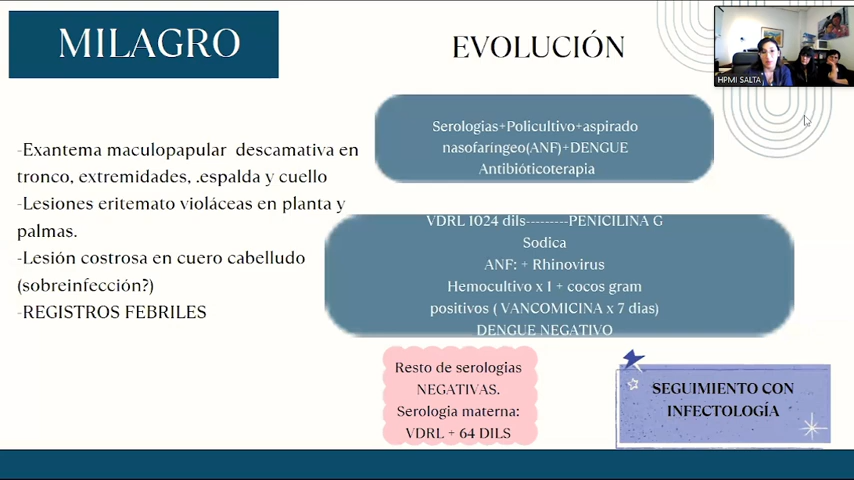 MILAGRO
-Exantema maculopapular descamativa en
tronco, extremidades, .espalda y cuello
-Lesiones eritemato violáceas en planta y
palmas.
-Lesión costrosa en cuero cabelludo
(sobreinfección?)
-REGISTROS FEBRILES
EVOLUCIÓN
Serologias+Policultivo+aspirado
nasofaríngeo(ANF)+DENGUE
Antibióticoterapia
VDRL 1024 dils---------PENICILINA G
Sodica
ANF: + Rhinovirus
Hemocultivo x 1 + cocos gram
positivos ( VANCOMICINA x 7 dias)
DENGUE NEGATIVO
Resto de serologias
NEGATIVAS.
Serologia materna:
VDRL + 64 DILS
SEGUIMIENTO CON
INFECTOLOGÍA
HPMI SALTA